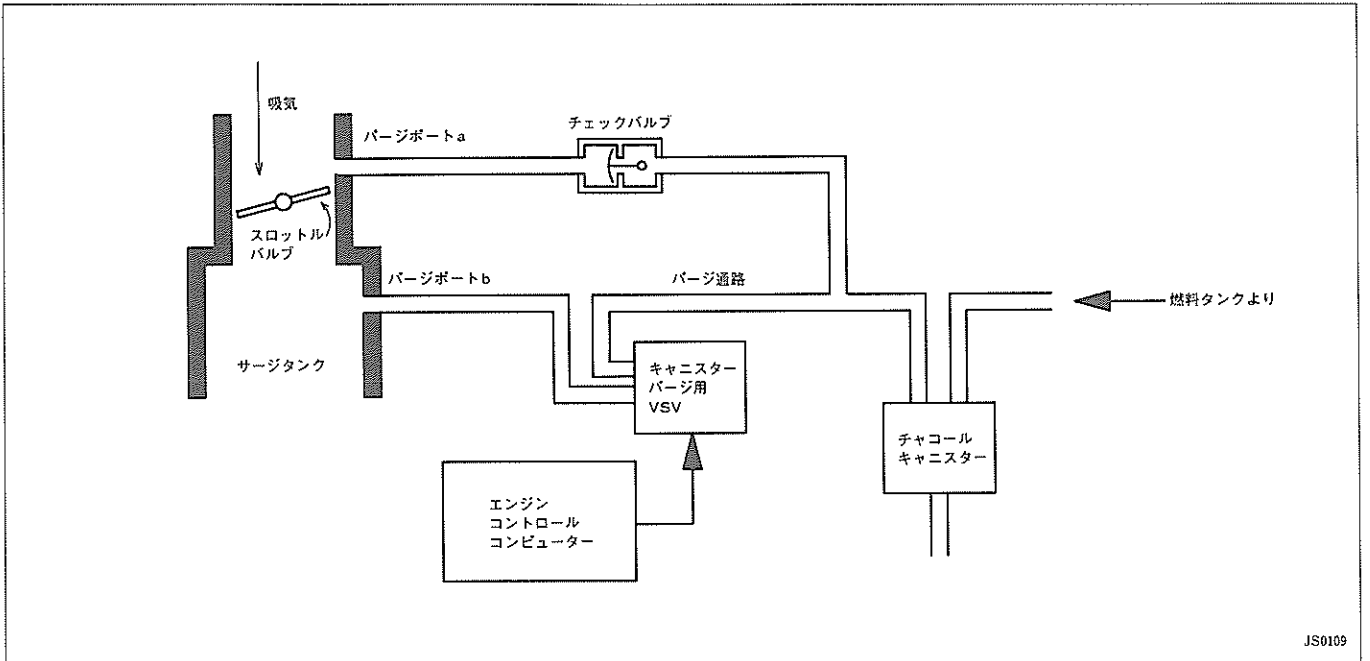 吸気
パージポートa
チェックバルブ
スロットル
バルブ
パージポートb
パージ通路
燃料タンクより
サージタンク
キャニスター
パージ用
VSV
チャコール
キャニスター
エンジン
コントロール
コンピューター
JS0109